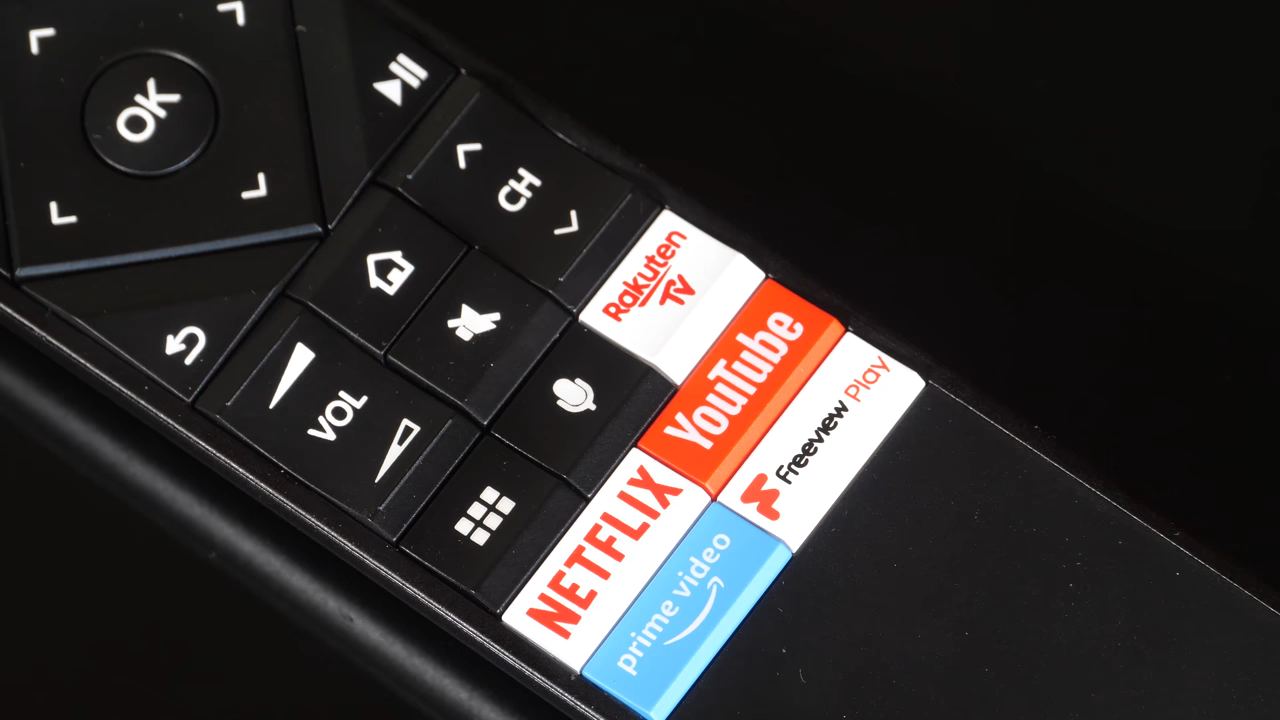 OK
CH
VOL
Rakuten
TV
YouTube
NETFLIX
Freeview Play
prime video